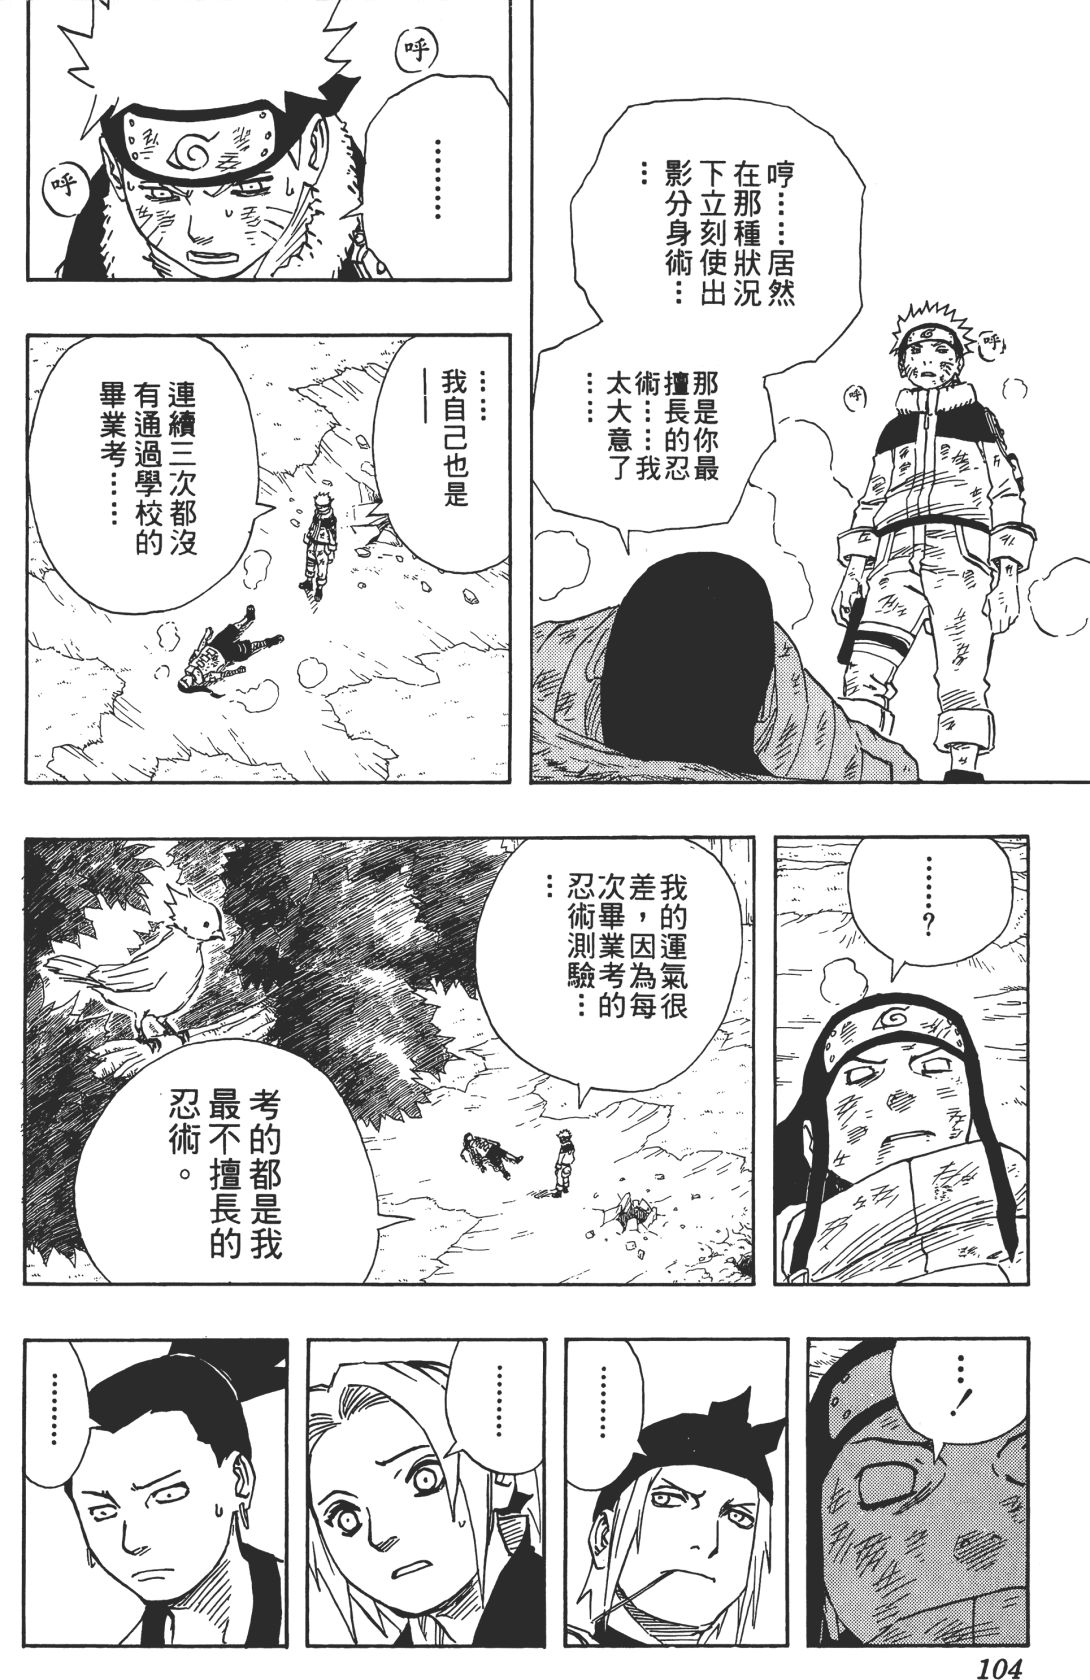 哼……居然
在那種狀況
下立刻使出
影分身術…
…
那是你最
擅長的忍
術……我
太大意了
……
呼
呼
呼
………
呼
……
我自己也是
——
連續三次都沒
有通過學校的
畢業考……
……?
我的運氣很
差，因為每
次畢業考的
忍術測驗…
…
考的都是我
最不擅長的
忍術。
…！
………
………
………
104